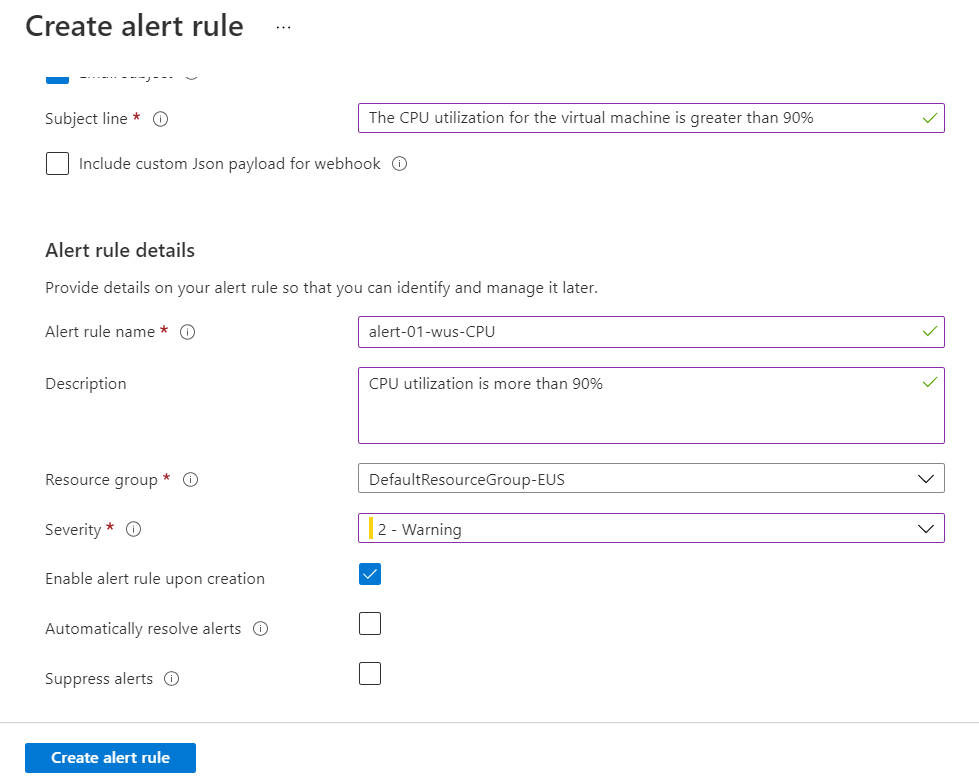 Create alert rule ...
Subject line * The CPU utilization for the virtual machine is greater than 90%
Include custom Json payload for webhook
Alert rule details
Provide details on your alert rule so that you can identify and manage it later.
Alert rule name * alert-01-wus-CPU
Description CPU utilization is more than 90%
Resource group * DefaultResourceGroup-EUS
Severity * 2 - Warning
Enable alert rule upon creation
Automatically resolve alerts
Suppress alerts
Create alert rule